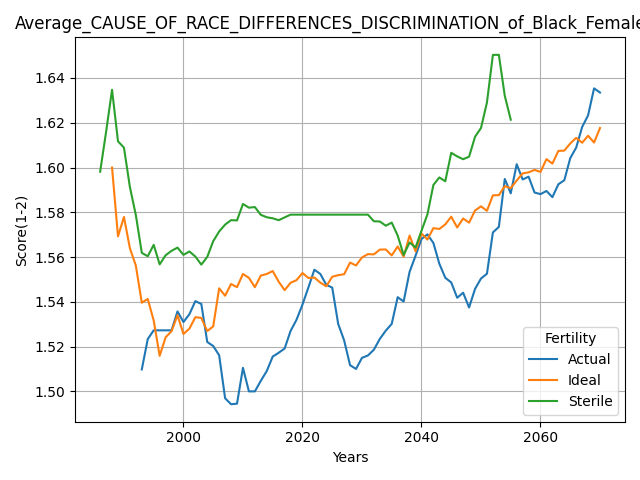 Average_CAUSE_OF_RACE_DIFFERENCES_DISCRIMINATION_of_Black_Female
Score(1-2)
1.64
1.62
1.60
1.58
1.56
1.54
1.52
1.50
2000
2020
2040
2060
Years
Fertility
Actual
Ideal
Sterile